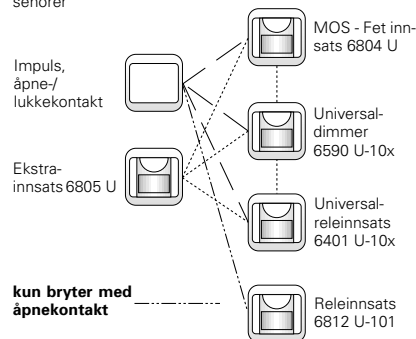 sensorer
Impuls,
åpne-/
lukkekontakt
Ekstra-
innsats 6805 U
kun bryter med
åpnekontakt
MOS - Fet inn-
sats 6804 U
Universal-
dimmer
6590 U-10x
Universal-
releinnsats
6401 U-10x
Releinnsats
6812 U-101